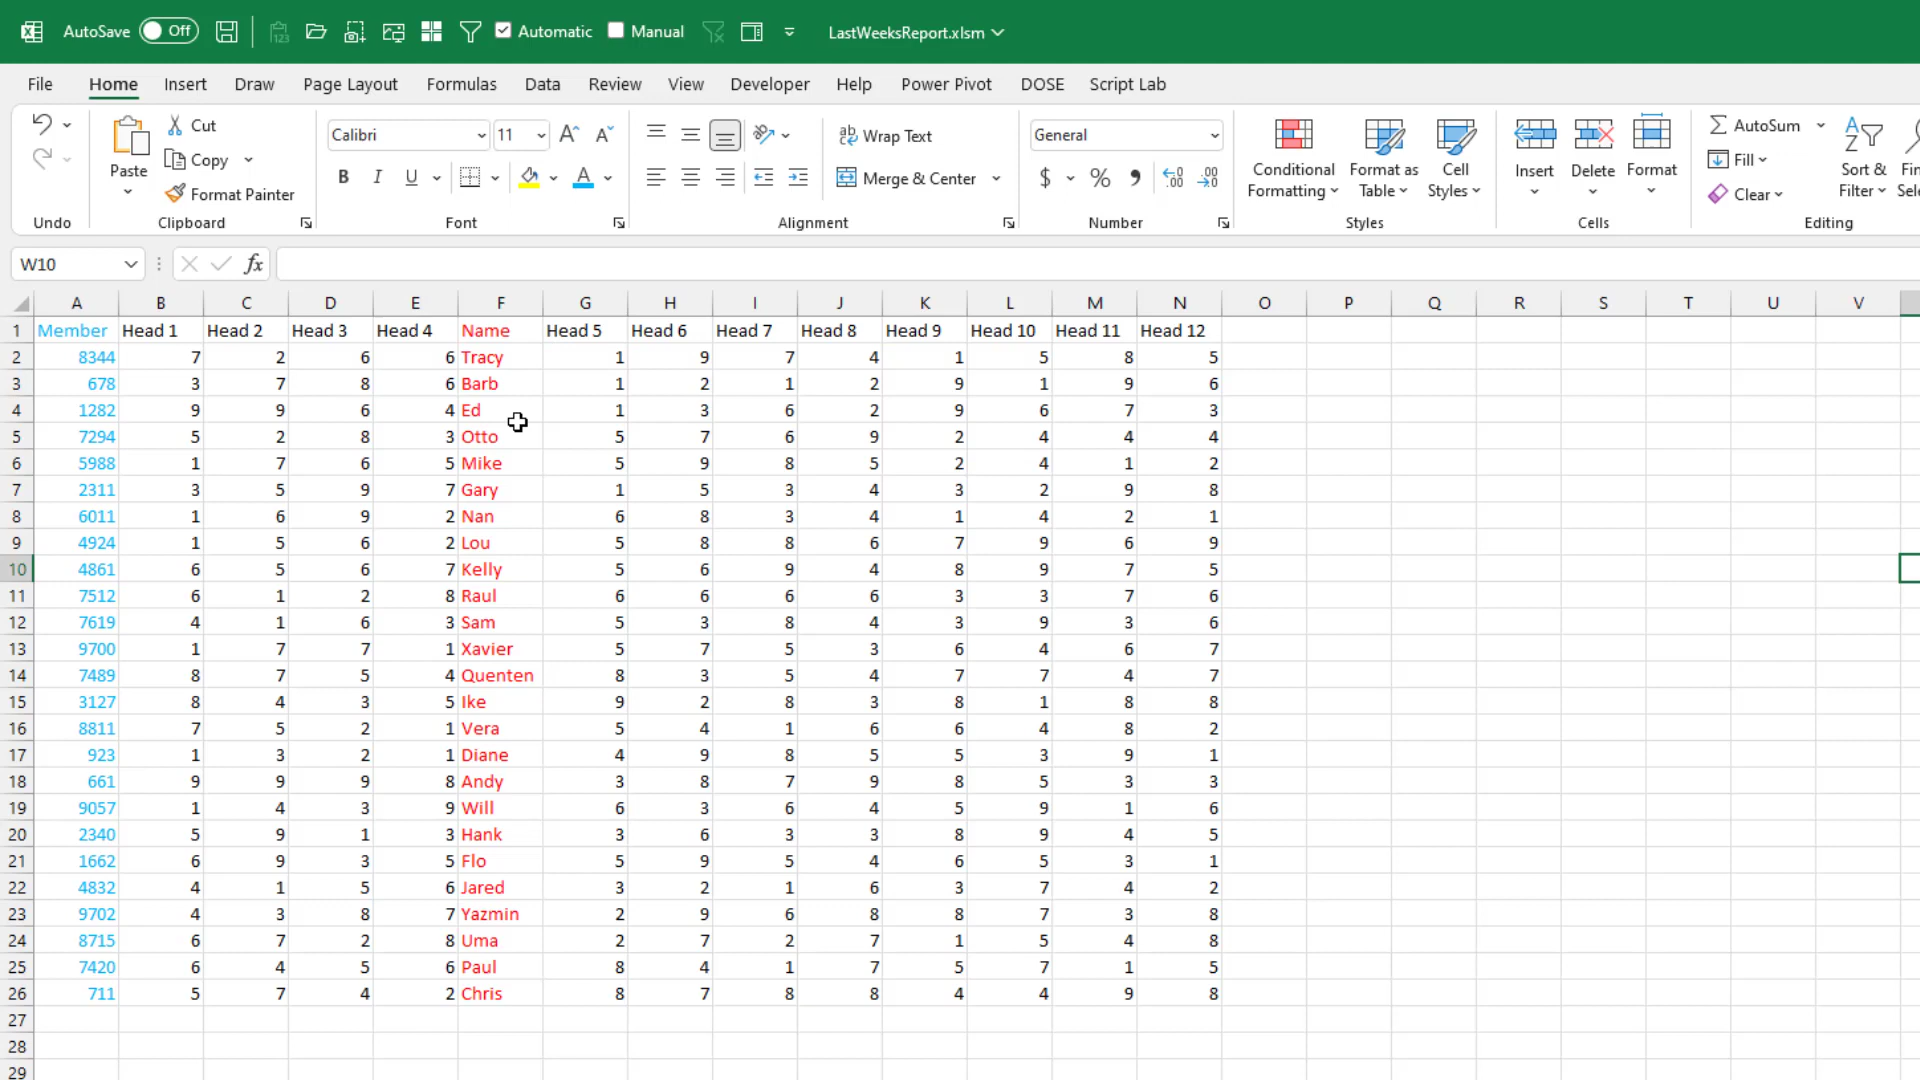 AutoSave Off Automatic Manual LastWeeksReport.xlsm
File Home Insert Draw Page Layout Formulas Data Review View Developer Help Power Pivot DOSE Script Lab
Cut Calibri 11 Wrap Text General AutoSum
Paste Copy Conditional Formatting Format as Table Cell Styles Insert Delete Format Fill Sort & Filter
Format Painter B I U Merge & Center $ % Clear
Undo Clipboard Font Alignment Number Styles Cells Editing
W10 fx
A B C D E F G H I J K L M N O P Q R S T U V
1 Member Head 1 Head 2 Head 3 Head 4 Name Head 5 Head 6 Head 7 Head 8 Head 9 Head 10 Head 11 Head 12
2 8344 7 2 6 6 Tracy 1 9 7 4 1 5 8 5
3 678 3 7 8 6 Barb 1 2 1 2 9 1 9 6
4 1282 9 9 6 4 Ed 1 3 6 2 9 6 7 3
5 7294 5 2 8 3 Otto 5 7 6 9 2 4 4 4
6 5988 1 7 6 5 Mike 5 9 8 5 2 4 1 2
7 2311 3 5 9 7 Gary 1 5 3 4 3 2 9 8
8 6011 1 6 9 2 Nan 6 8 3 4 1 4 2 1
9 4924 1 5 6 2 Lou 5 8 8 6 7 9 6 9
10 4861 6 5 6 7 Kelly 5 6 9 4 8 9 7 5
11 7512 6 1 2 8 Raul 6 6 6 6 3 3 7 6
12 7619 4 1 6 3 Sam 5 3 8 4 3 9 3 6
13 9700 1 7 7 1 Xavier 5 7 5 3 6 4 6 7
14 7489 8 7 5 4 Quenten 8 3 5 4 7 7 4 7
15 3127 8 4 3 5 Ike 9 2 8 3 8 1 8 8
16 8811 7 5 2 1 Vera 5 4 1 6 6 4 8 2
17 923 1 3 2 1 Diane 4 9 8 5 5 3 9 1
18 661 9 9 9 8 Andy 3 8 7 9 8 5 3 3
19 9057 1 4 3 9 Will 6 3 6 4 5 9 1 6
20 2340 5 9 1 3 Hank 3 6 3 3 8 9 4 5
21 1662 6 9 3 5 Flo 5 9 5 4 6 5 3 1
22 4832 4 1 5 6 Jared 3 2 1 6 3 7 4 2
23 9702 4 3 8 7 Yazmin 2 9 6 8 8 7 3 8
24 8715 6 7 2 8 Uma 2 7 2 7 1 5 4 8
25 7420 6 4 5 6 Paul 8 4 1 7 5 7 1 5
26 711 5 7 4 2 Chris 8 7 8 8 4 4 9 8
27
28
29